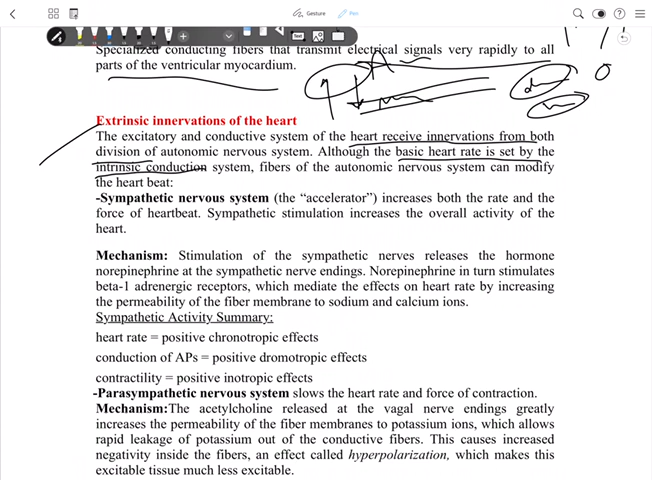 Gesture
Pen
Text
Specialized conducting fibers that transmit electrical signals very rapidly to all
parts of the ventricular myocardium.
Extrinsic innervations of the heart
The excitatory and conductive system of the heart receive innervations from both
division of autonomic nervous system. Although the basic heart rate is set by the
intrinsic conduction system, fibers of the autonomic nervous system can modify
the heart beat:
-Sympathetic nervous system (the “accelerator”) increases both the rate and the
force of heartbeat. Sympathetic stimulation increases the overall activity of the
heart.
Mechanism: Stimulation of the sympathetic nerves releases the hormone
norepinephrine at the sympathetic nerve endings. Norepinephrine in turn stimulates
beta-1 adrenergic receptors, which mediate the effects on heart rate by increasing
the permeability of the fiber membrane to sodium and calcium ions.
Sympathetic Activity Summary:
heart rate = positive chronotropic effects
conduction of APs = positive dromotropic effects
contractility = positive inotropic effects
-Parasympathetic nervous system slows the heart rate and force of contraction.
Mechanism:The acetylcholine released at the vagal nerve endings greatly
increases the permeability of the fiber membranes to potassium ions, which allows
rapid leakage of potassium out of the conductive fibers. This causes increased
negativity inside the fibers, an effect called hyperpolarization, which makes this
excitable tissue much less excitable.